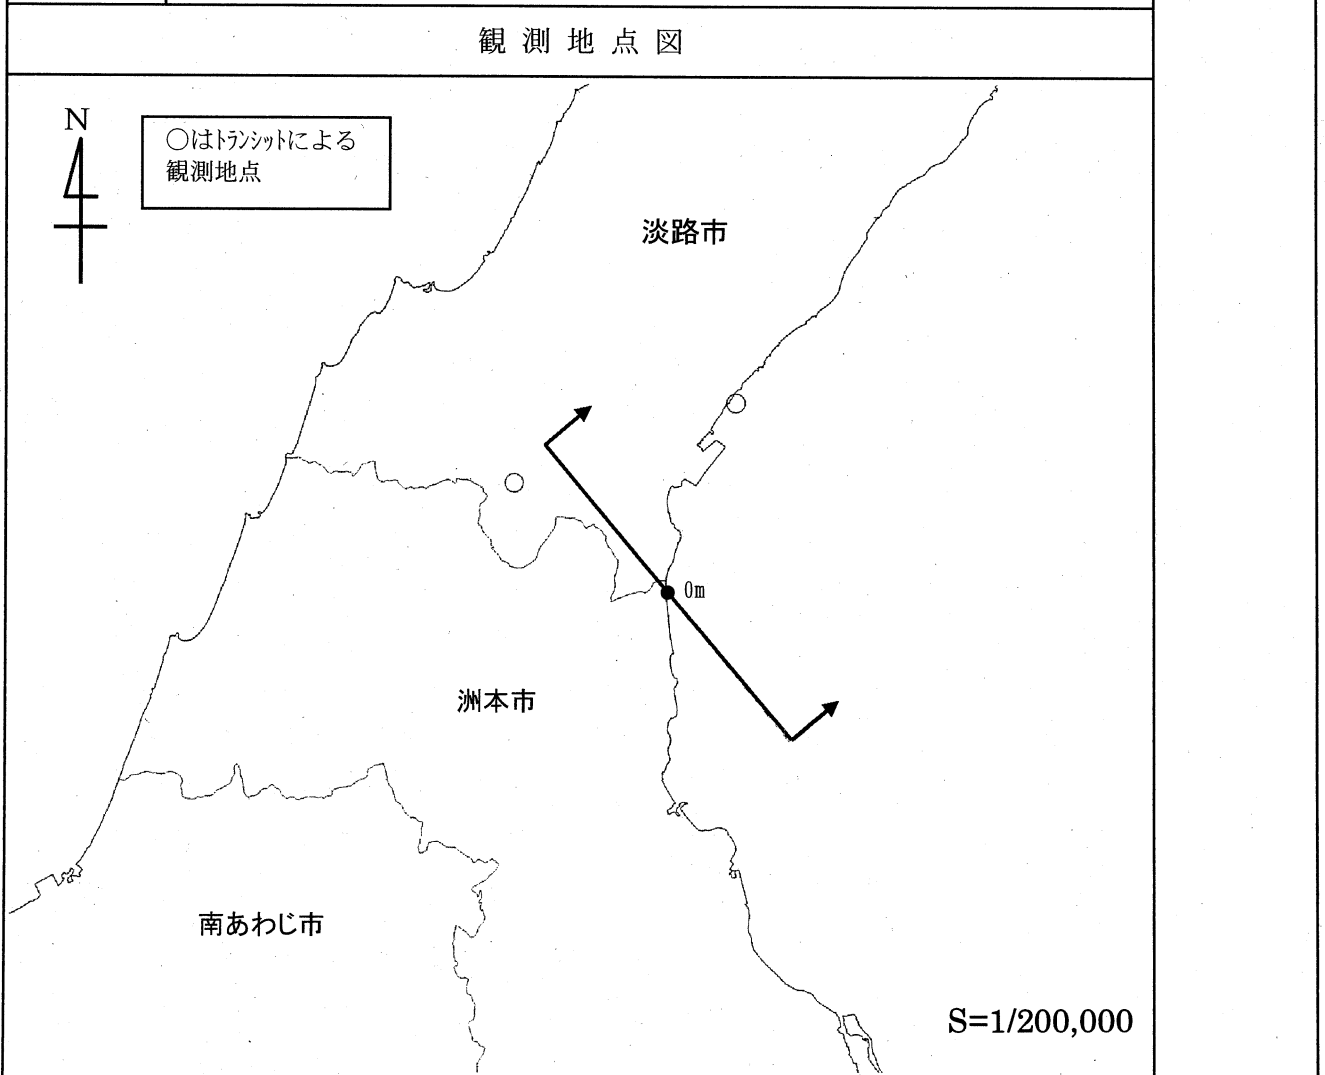 観測地点図
N
○はトランシットによる
観測地点
淡路市
0m
洲本市
南あわじ市
S=1/200,000